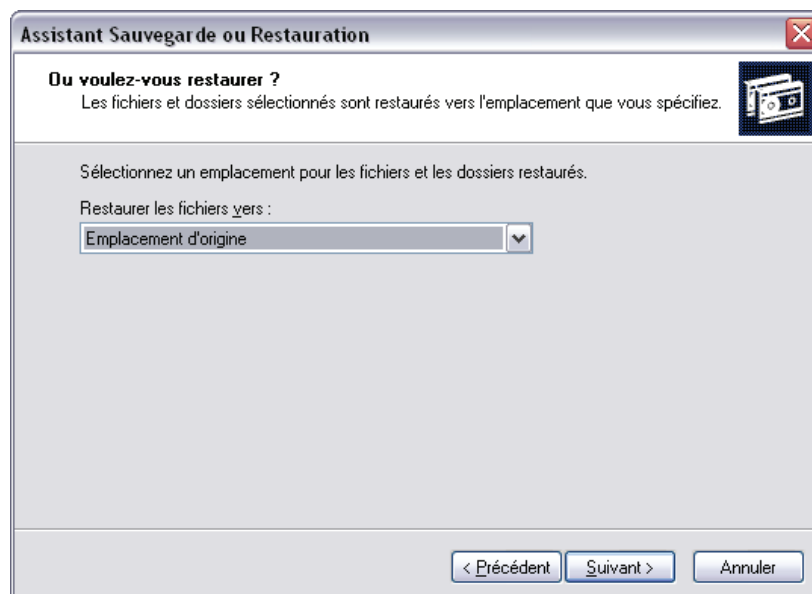 Assistant Sauvegarde ou Restauration
Ou voulez-vous restaurer ?
Les fichiers et dossiers sélectionnés sont restaurés vers l'emplacement que vous spécifiez.
Sélectionnez un emplacement pour les fichiers et les dossiers restaurés.
Restaurer les fichiers vers :
Emplacement d'origine
< Précédent Suivant > Annuler